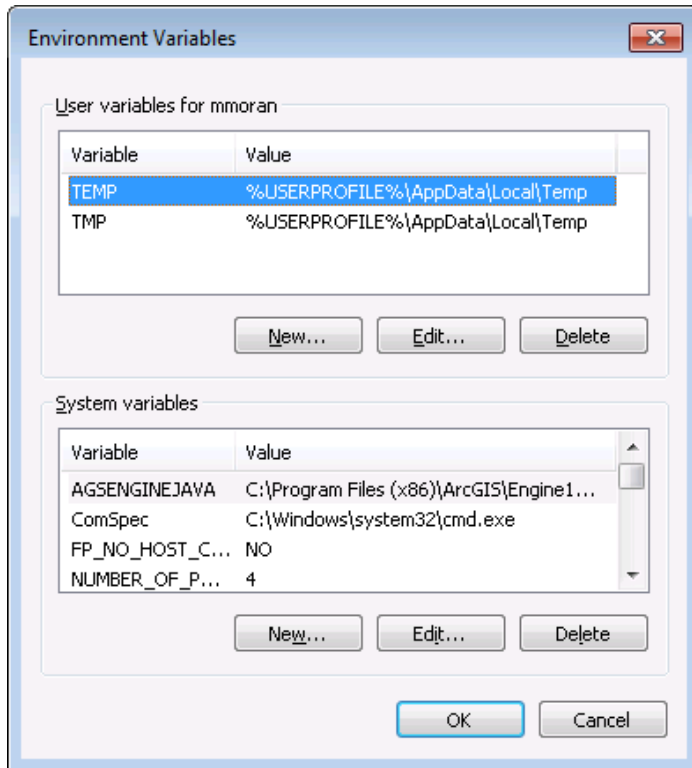 Environment Variables
User variables for mmoran
Variable Value
TEMP %USERPROFILE%\AppData\Local\Temp
TMP %USERPROFILE%\AppData\Local\Temp
New... Edit... Delete
System variables
Variable Value
AGSENGINEJAVA C:\Program Files (x86)\ArcGIS\Engine1...
ComSpec C:\Windows\system32\cmd.exe
FP_NO_HOST_C... NO
NUMBER_OF_P... 4
New... Edit... Delete
OK Cancel